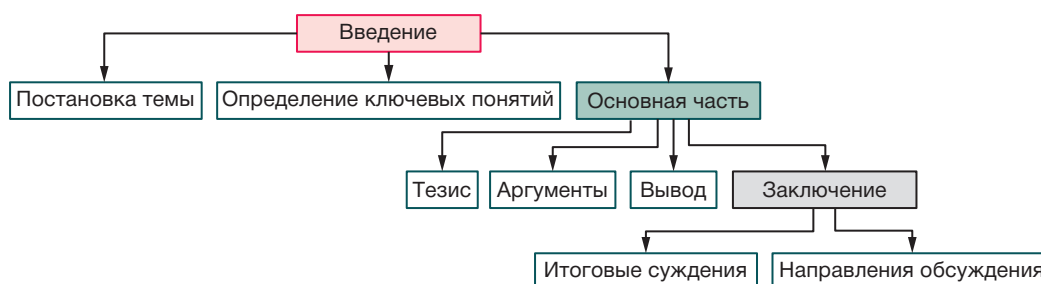 Введение
Постановка темы
Определение ключевых понятий
Основная часть
Тезис
Аргументы
Вывод
Заключение
Итоговые суждения
Направления обсуждения